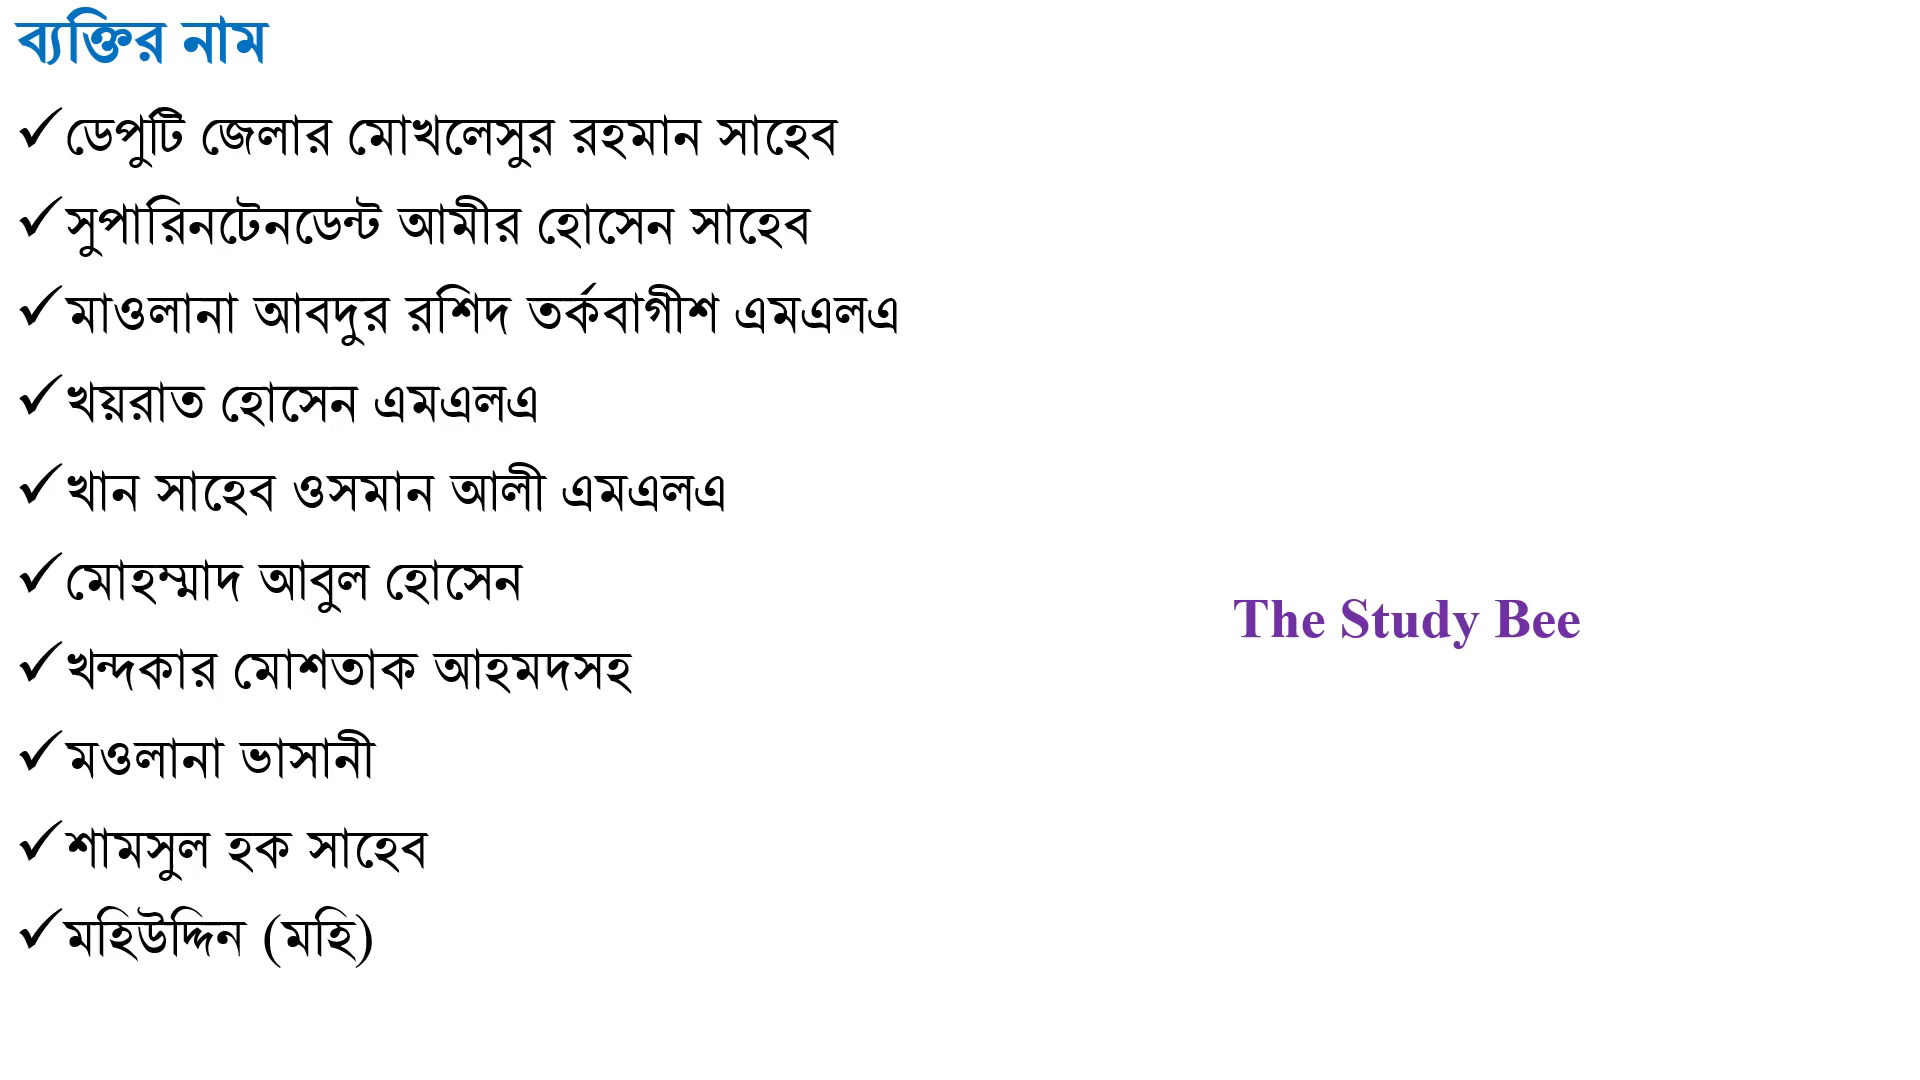 ব্যক্তির নাম
✓ডেপুটি জেলার মোখলেসুর রহমান সাহেব
✓সুপারিনটেনডেন্ট আমীর হোসেন সাহেব
✓মাওলানা আবদুর রশিদ তর্কবাগীশ এমএলএ
✓খয়রাত হোসেন এমএলএ
✓খান সাহেব ওসমান আলী এমএলএ
✓মোহম্মাদ আবুল হোসেন
✓খন্দকার মোশতাক আহমদসহ
✓মওলানা ভাসানী
✓শামসুল হক সাহেব
✓মহিউদ্দিন (মহি)
The Study Bee